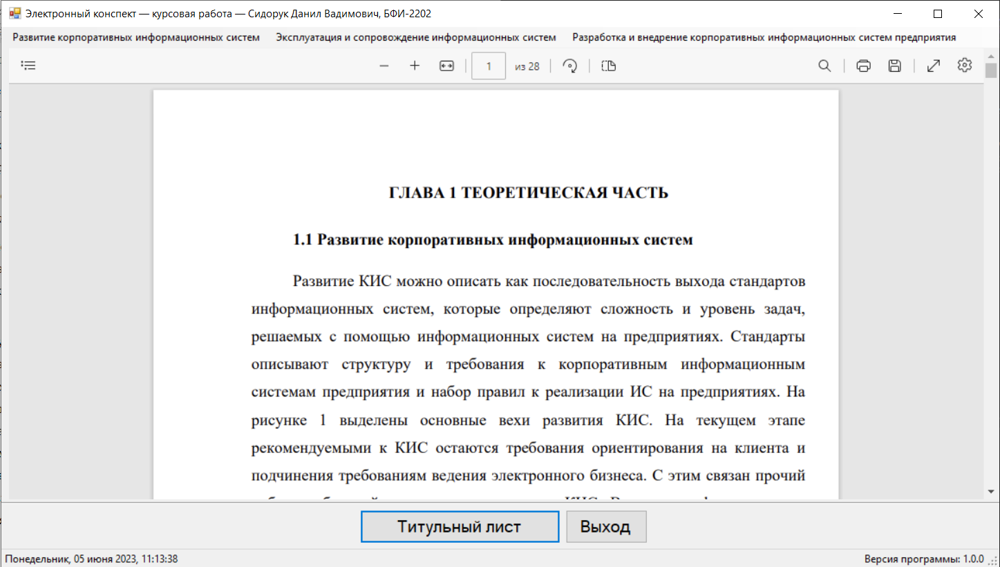 Электронный конспект — курсовая работа — Сидорук Данил Вадимович, БФИ-2202
Развитие корпоративных информационных систем Эксплуатация и сопровождение информационных систем Разработка и внедрение корпоративных информационных систем предприятия
1 из 28
ГЛАВА 1 ТЕОРЕТИЧЕСКАЯ ЧАСТЬ
1.1 Развитие корпоративных информационных систем
Развитие КИС можно описать как последовательность выхода стандартов
информационных систем, которые определяют сложность и уровень задач,
решаемых с помощью информационных систем на предприятиях. Стандарты
описывают структуру и требования к корпоративным информационным
системам предприятия и набор правил к реализации ИС на предприятиях. На
рисунке 1 выделены основные вехи развития КИС. На текущем этапе
рекомендуемыми к КИС остаются требования ориентирования на клиента и
подчинения требованиям ведения электронного бизнеса. С этим связан прочий
Титульный лист Выход
Понедельник, 05 июня 2023, 11:13:38 Версия программы: 1.0.0